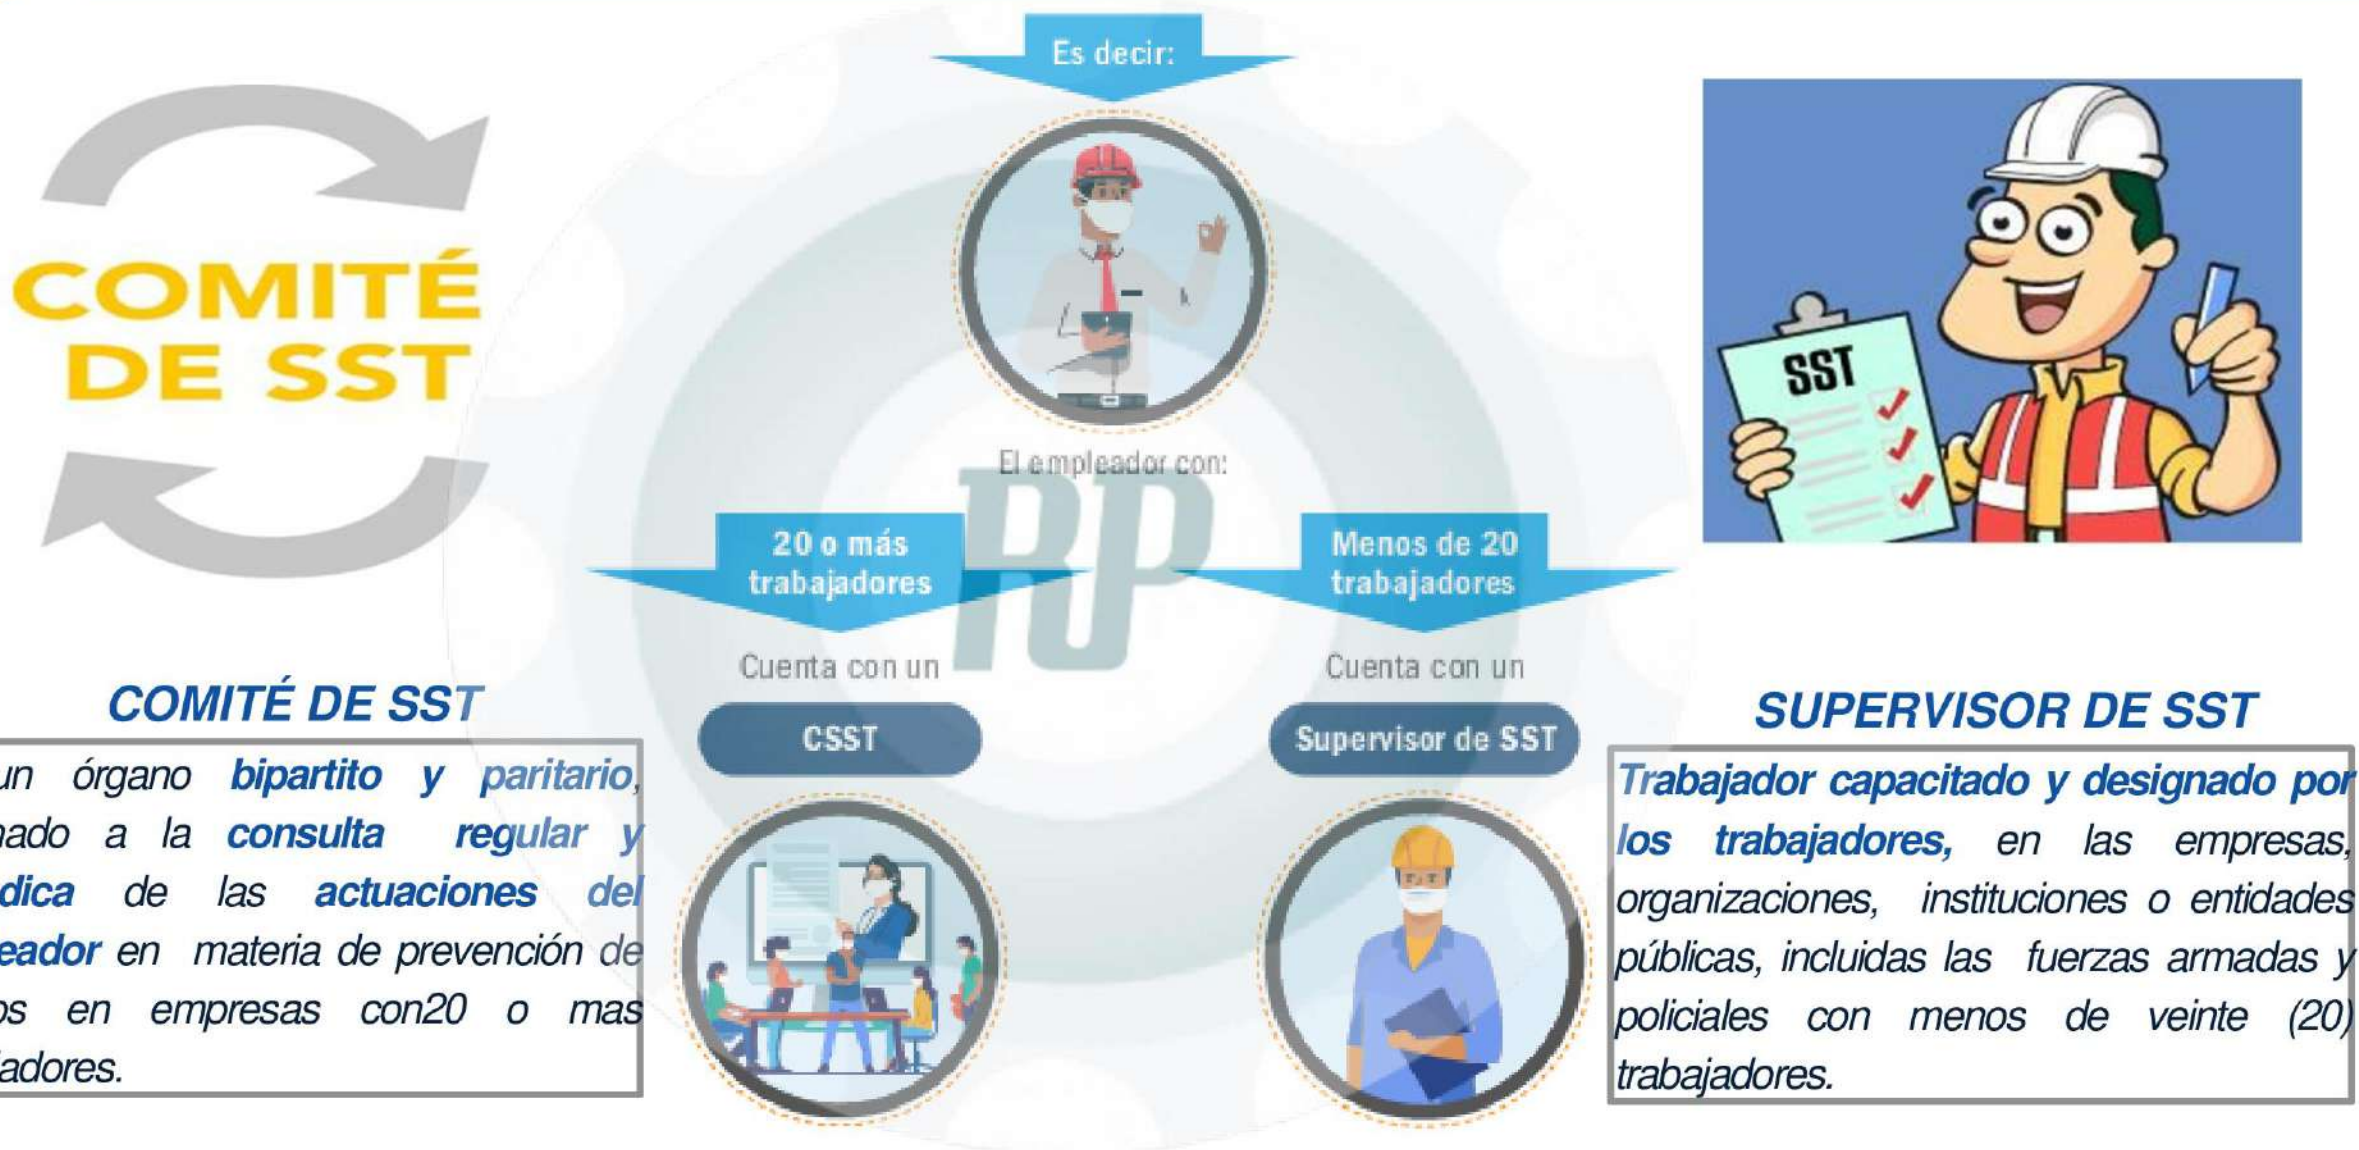 Es decir:
COMITÉ
DE SST
SST
El empleador con:
20 o más
trabajadores
Menos de 20
trabajadores
RP
Cuenta con un
Cuenta con un
CSST
Supervisor de SST
COMITÉ DE SST
un órgano bipartito y paritario,
a la consulta regular y
de las actuaciones del
en materia de prevención de
en empresas con20 o mas
SUPERVISOR DE SST
Trabajador capacitado y designado por
los trabajadores, en las empresas,
organizaciones, instituciones o entidades
públicas, incluidas las fuerzas armadas y
policiales con menos de veinte (20)
trabajadores.